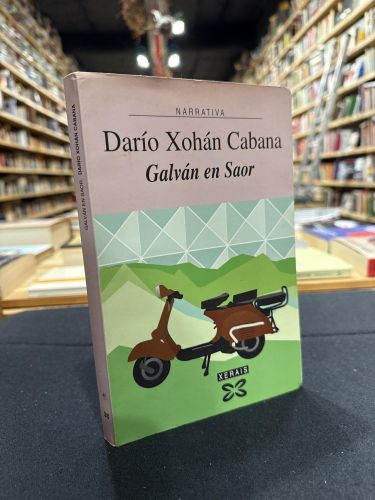 NARRATIVA
Darío Xohán Cabana
Galván en Saor
XERAIS
GALVÁN EN SAOR DARÍO XOHÁN CABANA